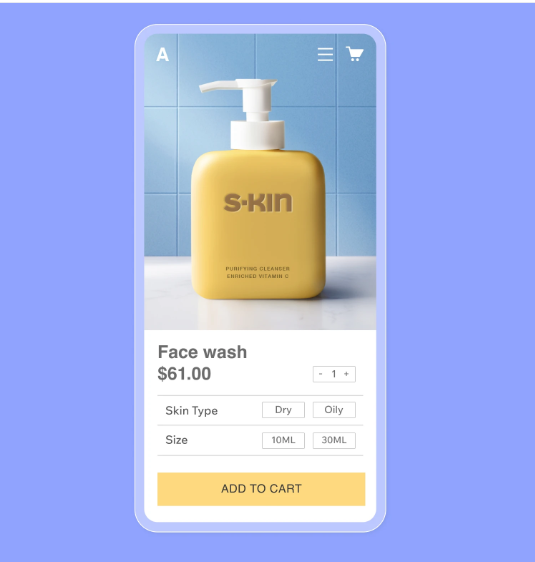 A
S•KIN
PURIFYING CLEANSER
ENRICHED VITAMIN C
Face wash
$61.00
- 1 +
Skin Type Dry Oily
Size 10ML 30ML
ADD TO CART